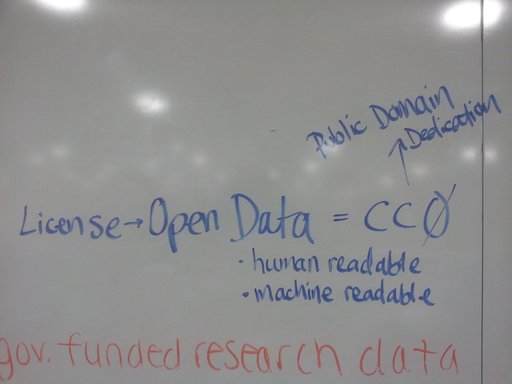 Public Domain
Dedication
License → Open Data = CC0
· human readable
• machine readable
gov. funded research data